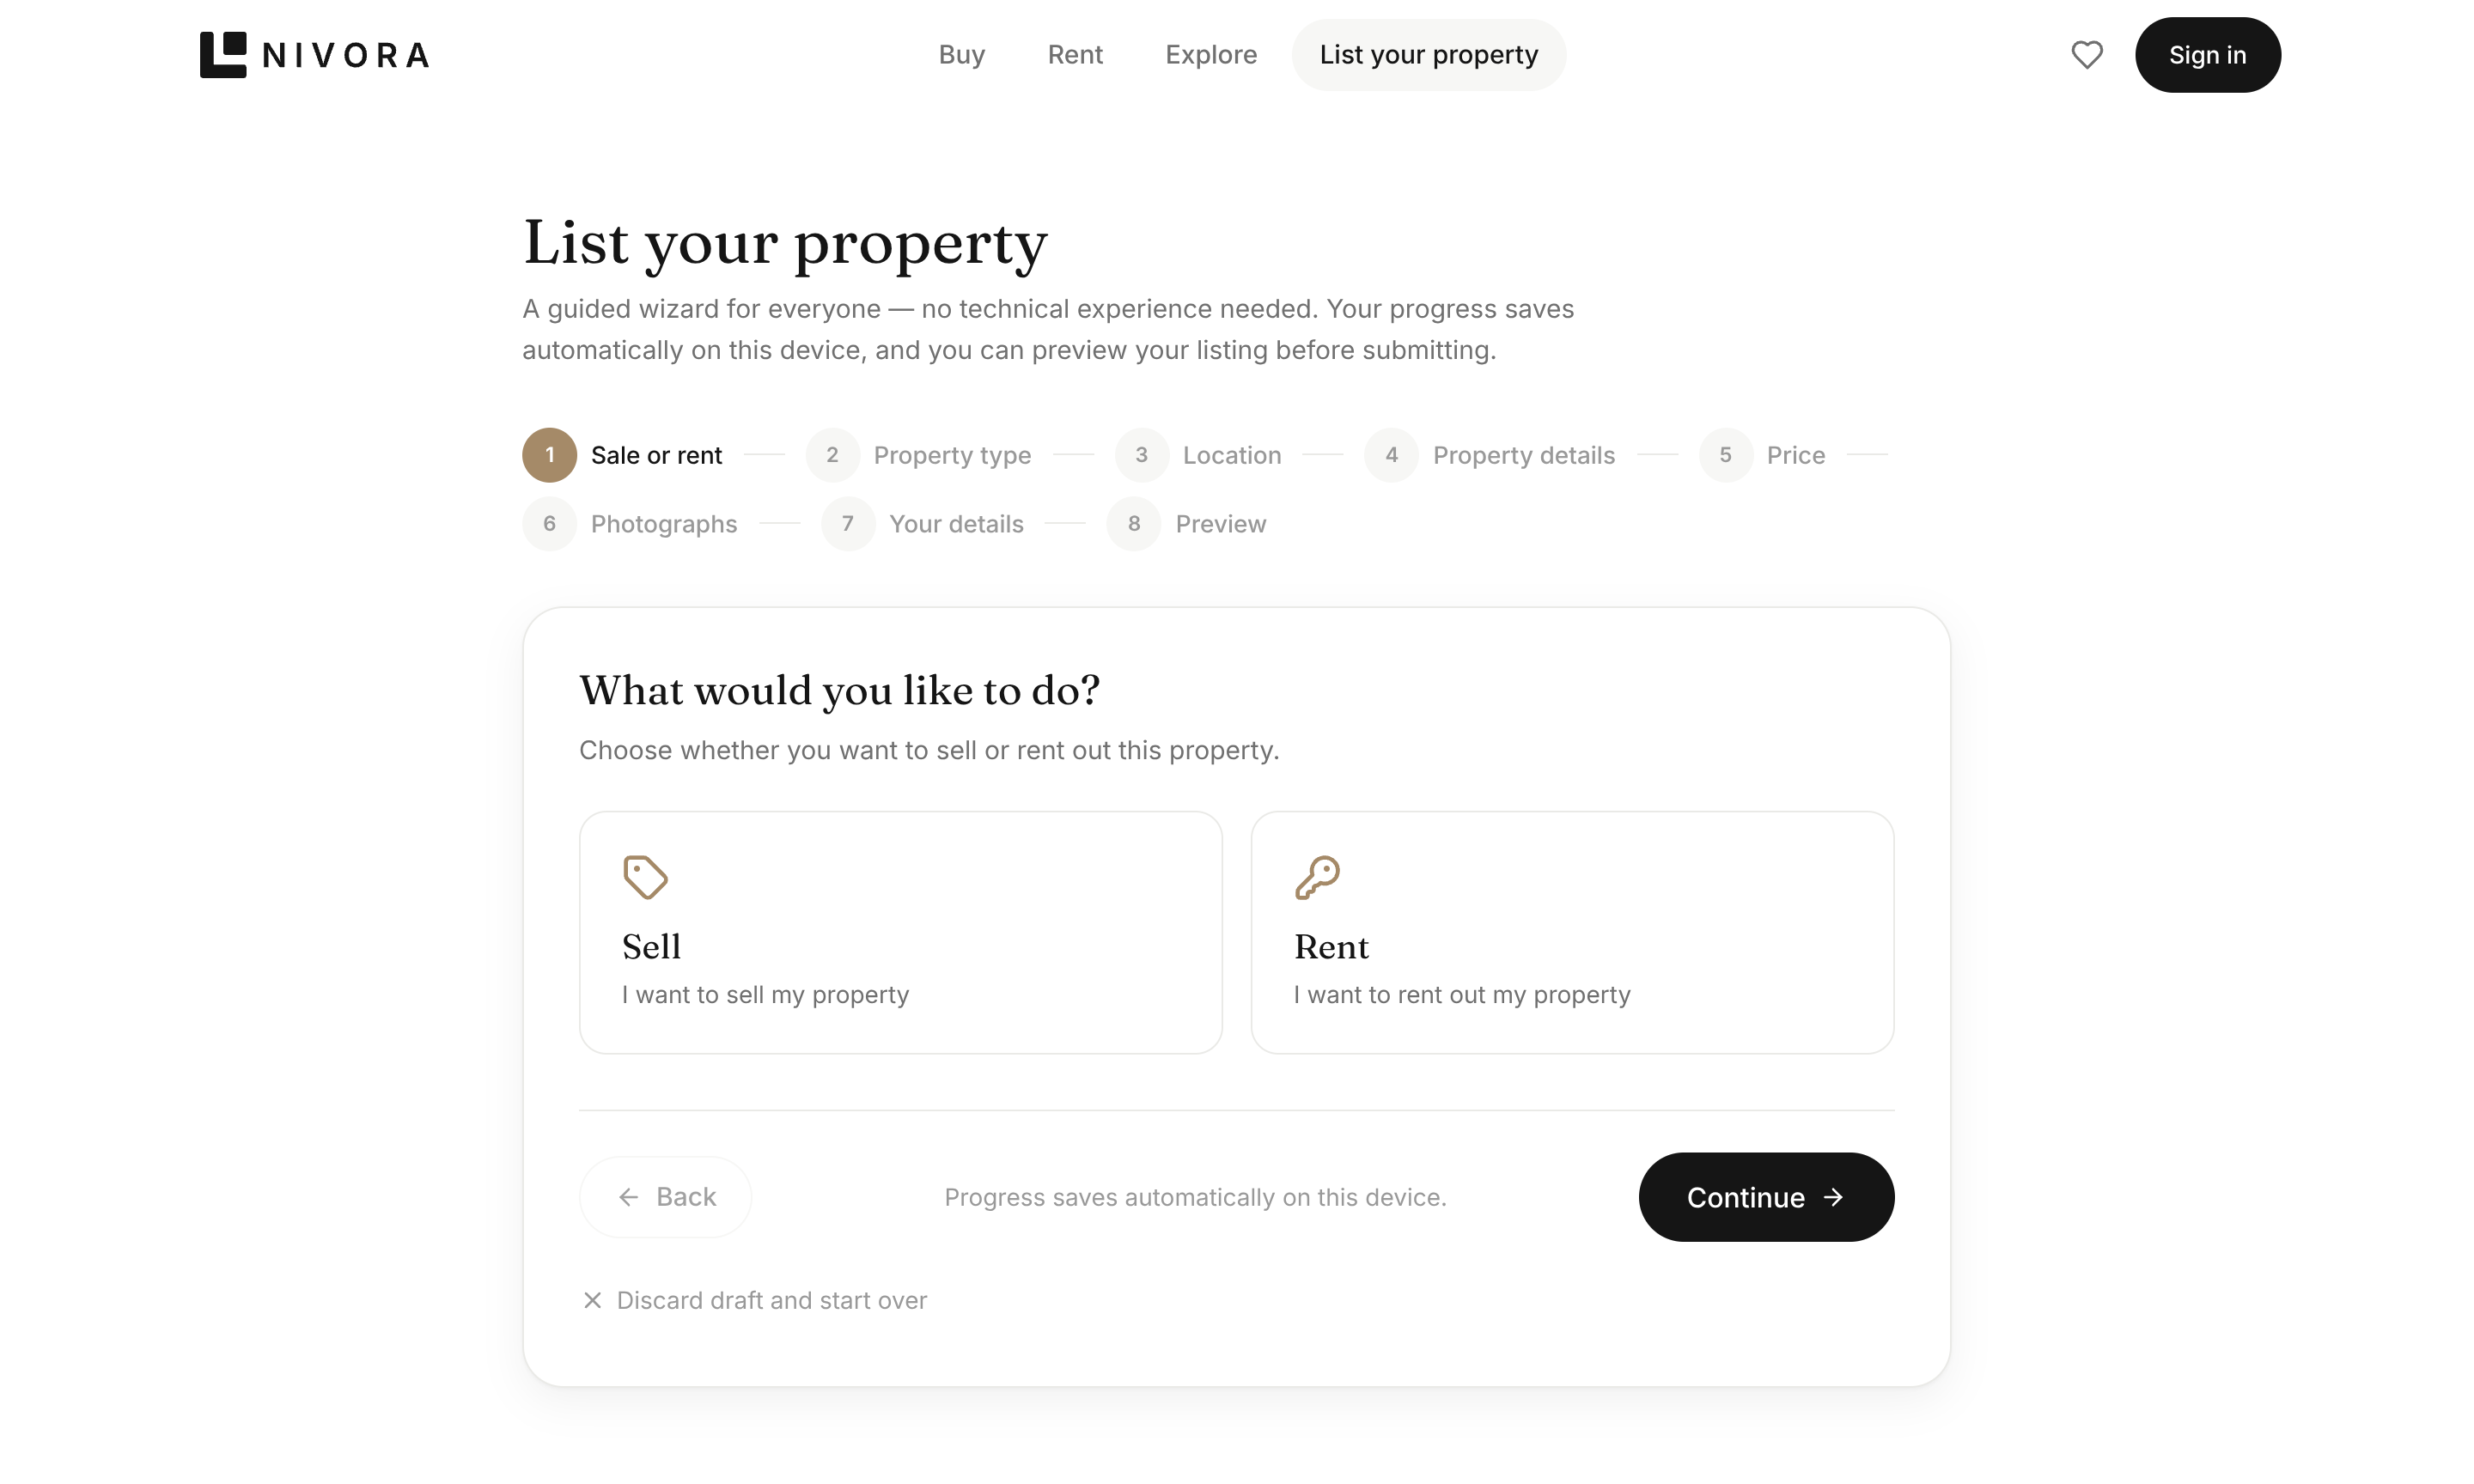 NIVORA
Buy
Rent
Explore
List your property
Sign in
List your property
A guided wizard for everyone — no technical experience needed. Your progress saves
automatically on this device, and you can preview your listing before submitting.
1 Sale or rent
2 Property type
3 Location
4 Property details
5 Price
6 Photographs
7 Your details
8 Preview
What would you like to do?
Choose whether you want to sell or rent out this property.
Sell
I want to sell my property
Rent
I want to rent out my property
Back
Progress saves automatically on this device.
Continue
Discard draft and start over